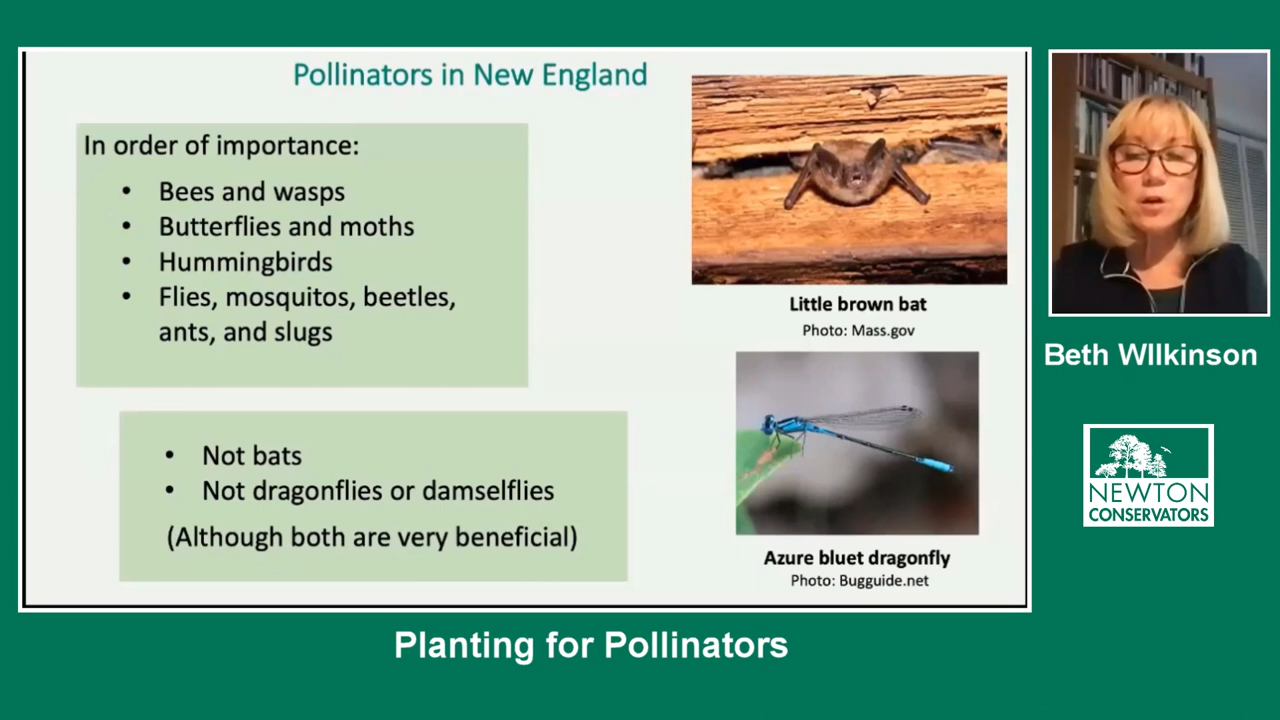 Pollinators in New England
In order of importance:
• Bees and wasps
• Butterflies and moths
• Hummingbirds
• Flies, mosquitos, beetles,
ants, and slugs
• Not bats
• Not dragonflies or damselflies
(Although both are very beneficial)
Little brown bat
Photo: Mass.gov
Azure bluet dragonfly
Photo: Bugguide.net
Beth WIlkinson
NEWTON
CONSERVATORS
Planting for Pollinators